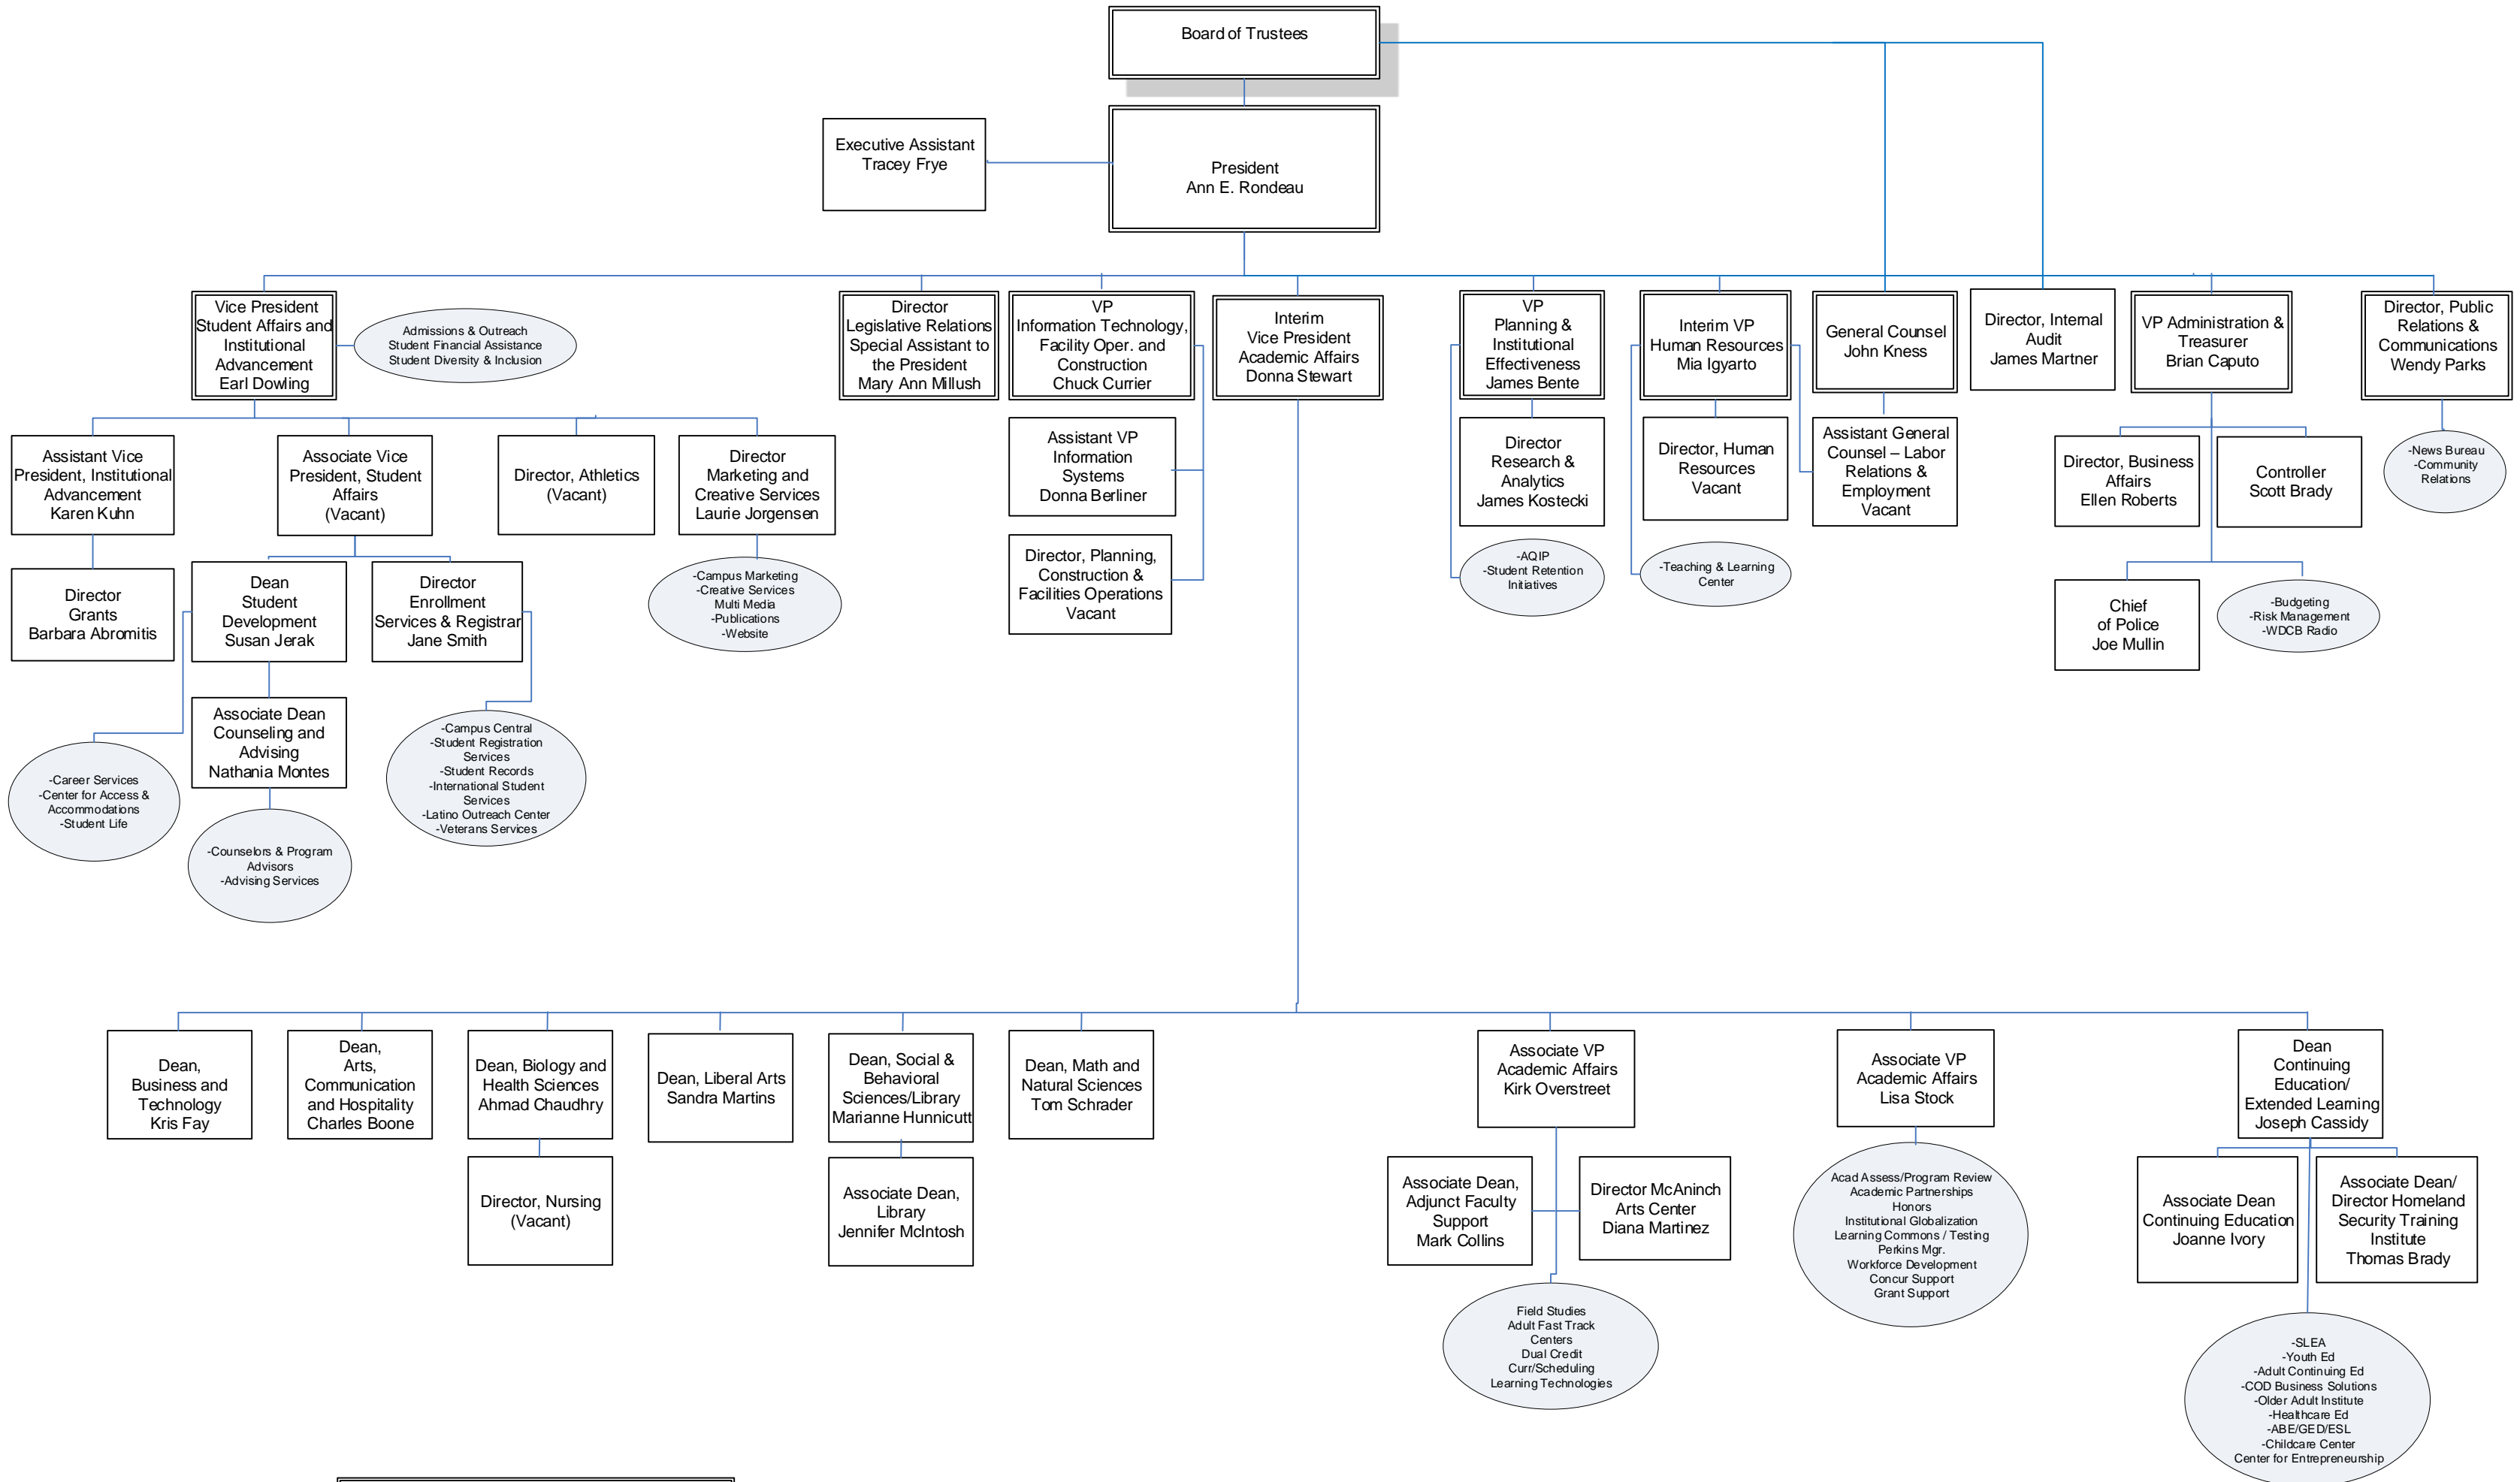 Board of Trustees
Executive Assistant
Tracey Frye
President
Ann E. Rondeau
Vice President
Student Affairs and
Institutional
Advancement
Earl Dowling
Admissions & Outreach
Student Financial Assistance
Student Diversity & Inclusion
Director
Legislative Relations
Special Assistant to
the President
Mary Ann Millush
VP
Information Technology,
Facility Oper. and
Construction
Chuck Currier
Interim
Vice President
Academic Affairs
Donna Stewart
VP
Planning &
Institutional
Effectiveness
James Bente
Interim VP
Human Resources
Mia Igyarto
General Counsel
John Kness
Director, Internal
Audit
James Martner
VP Administration &
Treasurer
Brian Caputo
Director, Public
Relations &
Communications
Wendy Parks
Assistant Vice
President, Institutional
Advancement
Karen Kuhn
Associate Vice
President, Student
Affairs
(Vacant)
Director, Athletics
(Vacant)
Director
Marketing and
Creative Services
Laurie Jorgensen
Assistant VP
Information
Systems
Donna Berliner
Director
Research &
Analytics
James Kostecki
Director, Human
Resources
Vacant
Assistant General
Counsel – Labor
Relations &
Employment
Vacant
Director, Business
Affairs
Ellen Roberts
Controller
Scott Brady
-News Bureau
-Community
Relations
Director
Grants
Barbara Abromitis
Dean
Student
Development
Susan Jerak
Director
Enrollment
Services & Registrar
Jane Smith
-Campus Marketing
-Creative Services
Multi Media
-Publications
-Website
Director, Planning,
Construction &
Facilities Operations
Vacant
-AQIP
-Student Retention
Initiatives
-Teaching & Learning
Center
Chief
of Police
Joe Mullin
-Budgeting
-Risk Management
-WDCB Radio
Associate Dean
Counseling and
Advising
Nathania Montes
-Career Services
-Center for Access &
Accommodations
-Student Life
-Campus Central
-Student Registration
Services
-Student Records
-International Student
Services
-Latino Outreach Center
-Veterans Services
-Counselors & Program
Advisors
-Advising Services
Dean,
Business and
Technology
Kris Fay
Dean,
Arts,
Communication
and Hospitality
Charles Boone
Dean, Biology and
Health Sciences
Ahmad Chaudhry
Dean, Liberal Arts
Sandra Martins
Dean, Social &
Behavioral
Sciences/Library
Marianne Hunnicutt
Dean, Math and
Natural Sciences
Tom Schrader
Associate VP
Academic Affairs
Kirk Overstreet
Associate VP
Academic Affairs
Lisa Stock
Dean
Continuing
Education/
Extended Learning
Joseph Cassidy
Director, Nursing
(Vacant)
Associate Dean,
Library
Jennifer McIntosh
Associate Dean,
Adjunct Faculty
Support
Mark Collins
Director McAninch
Arts Center
Diana Martinez
Acad Assess/Program Review
Academic Partnerships
Honors
Institutional Globalization
Learning Commons / Testing
Perkins Mgr.
Workforce Development
Concur Support
Grant Support
Associate Dean
Continuing Education
Joanne Ivory
Associate Dean/
Director Homeland
Security Training
Institute
Thomas Brady
Field Studies
Adult Fast Track
Centers
Dual Credit
Curr/Scheduling
Learning Technologies
-SLEA
-Youth Ed
-Adult Continuing Ed
-COD Business Solutions
-Older Adult Institute
-Healthcare Ed
-ABE/GED/ESL
-Childcare Center
Center for Entrepreneurship